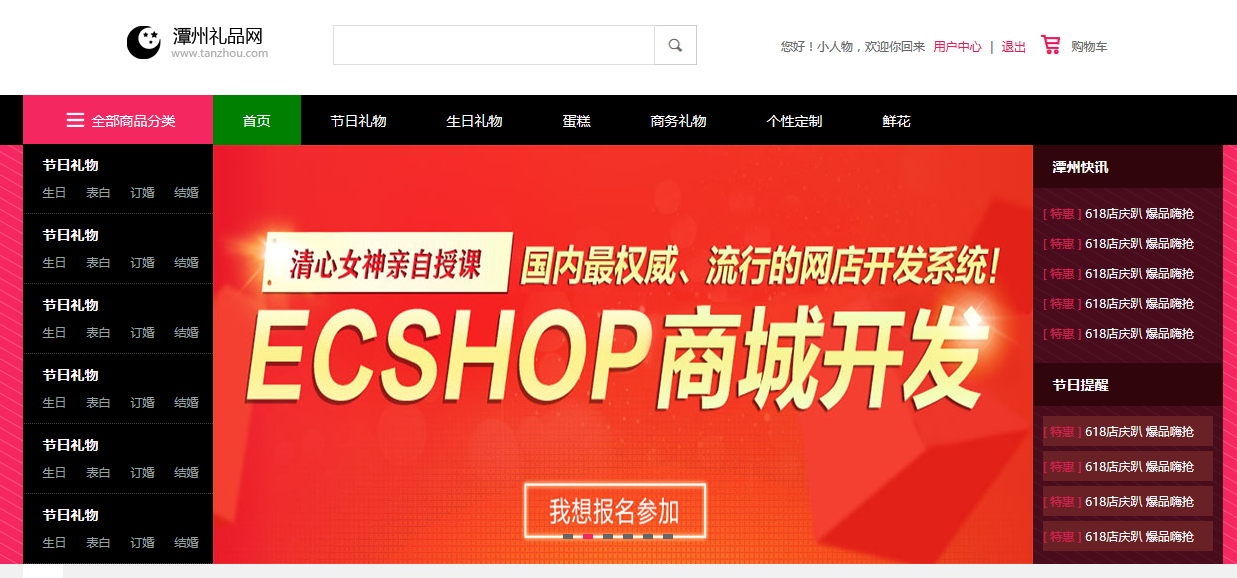 潭州礼品网
www.tanzhou.com
您好！小人物，欢迎你回来 用户中心 | 退出 购物车
全部商品分类 首页 节日礼物 生日礼物 蛋糕 商务礼物 个性定制 鲜花
节日礼物
生日 表白 订婚 结婚
节日礼物
生日 表白 订婚 结婚
节日礼物
生日 表白 订婚 结婚
节日礼物
生日 表白 订婚 结婚
节日礼物
生日 表白 订婚 结婚
节日礼物
生日 表白 订婚 结婚
清心女神亲自授课 国内最权威、流行的网店开发系统!
ECSHOP商城开发
我想报名参加
潭州快讯
[ 特惠 ] 618店庆趴 爆品嗨抢
[ 特惠 ] 618店庆趴 爆品嗨抢
[ 特惠 ] 618店庆趴 爆品嗨抢
[ 特惠 ] 618店庆趴 爆品嗨抢
[ 特惠 ] 618店庆趴 爆品嗨抢
节日提醒
[ 特惠 ] 618店庆趴 爆品嗨抢
[ 特惠 ] 618店庆趴 爆品嗨抢
[ 特惠 ] 618店庆趴 爆品嗨抢
[ 特惠 ] 618店庆趴 爆品嗨抢